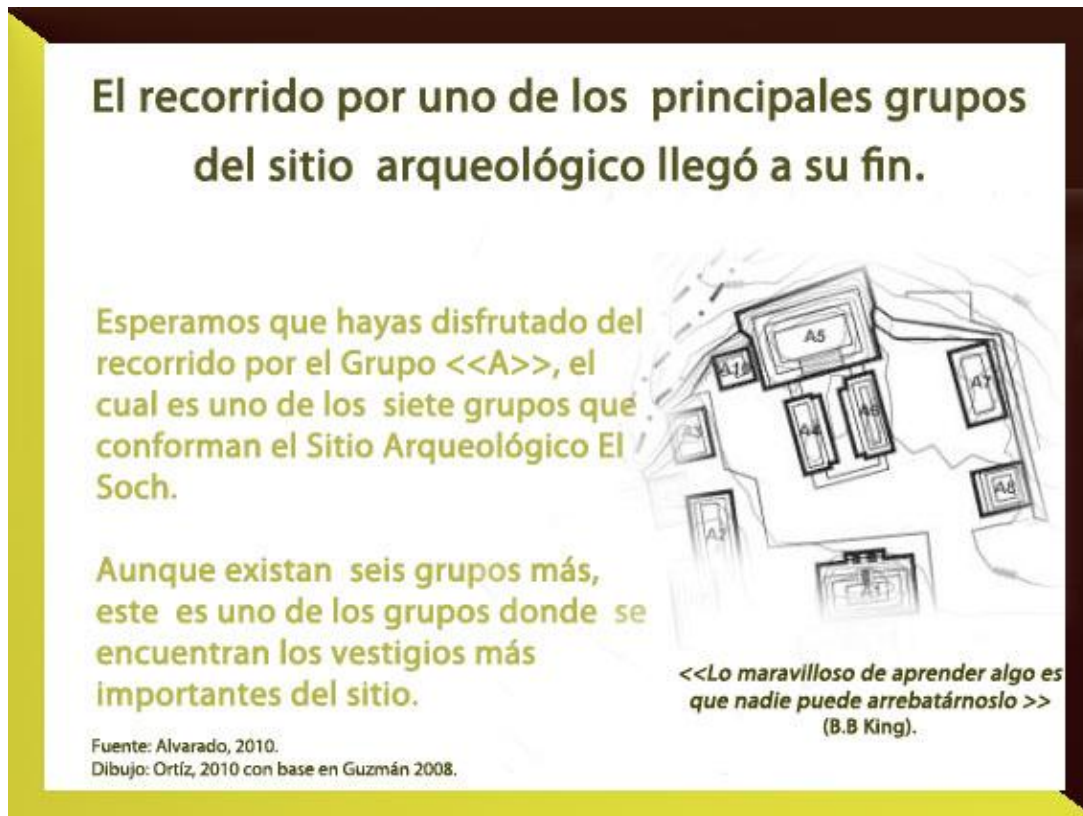 El recorrido por uno de los principales grupos
del sitio arqueológico llegó a su fin.
Esperamos que hayas disfrutado del
recorrido por el Grupo <<A>>, el
cual es uno de los siete grupos que
conforman el Sitio Arqueológico El
Soch.
Aunque existan seis grupos más,
este es uno de los grupos donde se
encuentran los vestigios más
importantes del sitio.
Fuente: Alvarado, 2010.
Dibujo: Ortíz, 2010 con base en Guzmán 2008.
A5
A7
A3
A4
A6
A8
A2
A1
<<Lo maravilloso de aprender algo es
que nadie puede arrebatárnoslo >>
(B.B King).